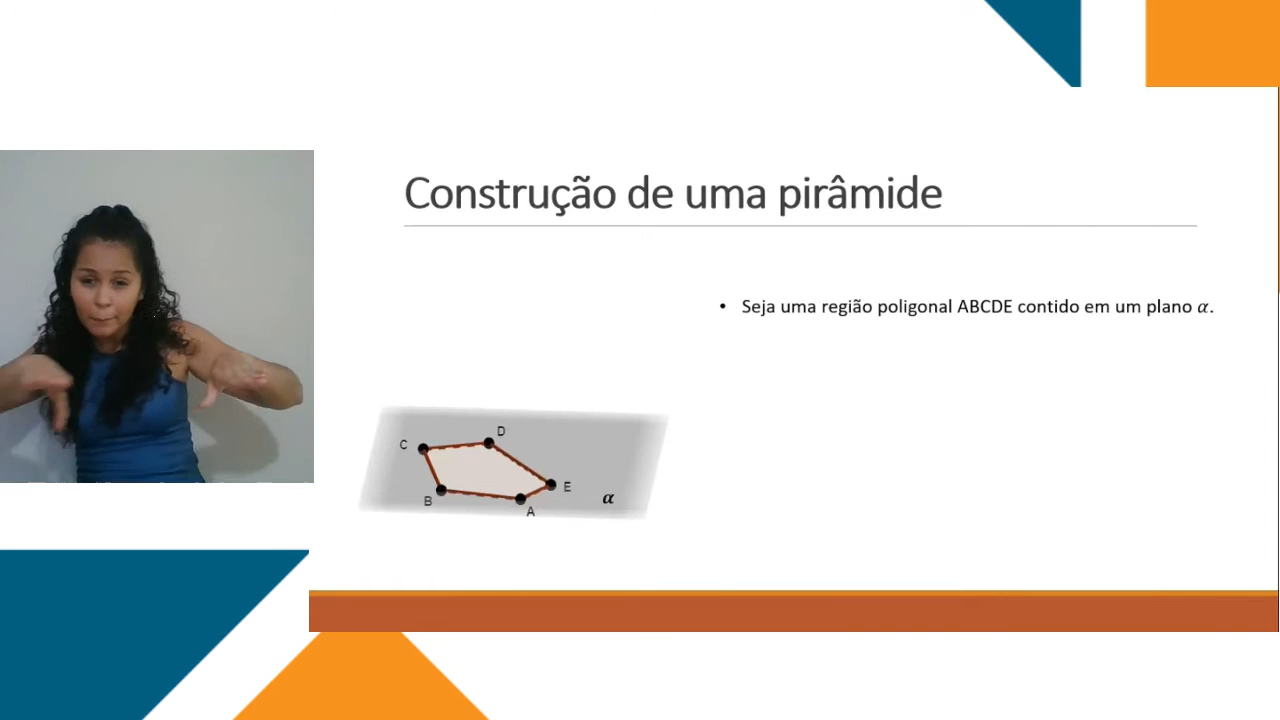 Construção de uma pirâmide
• Seja uma região poligonal ABCDE contido em um plano α.
D
C
E
B
α
A